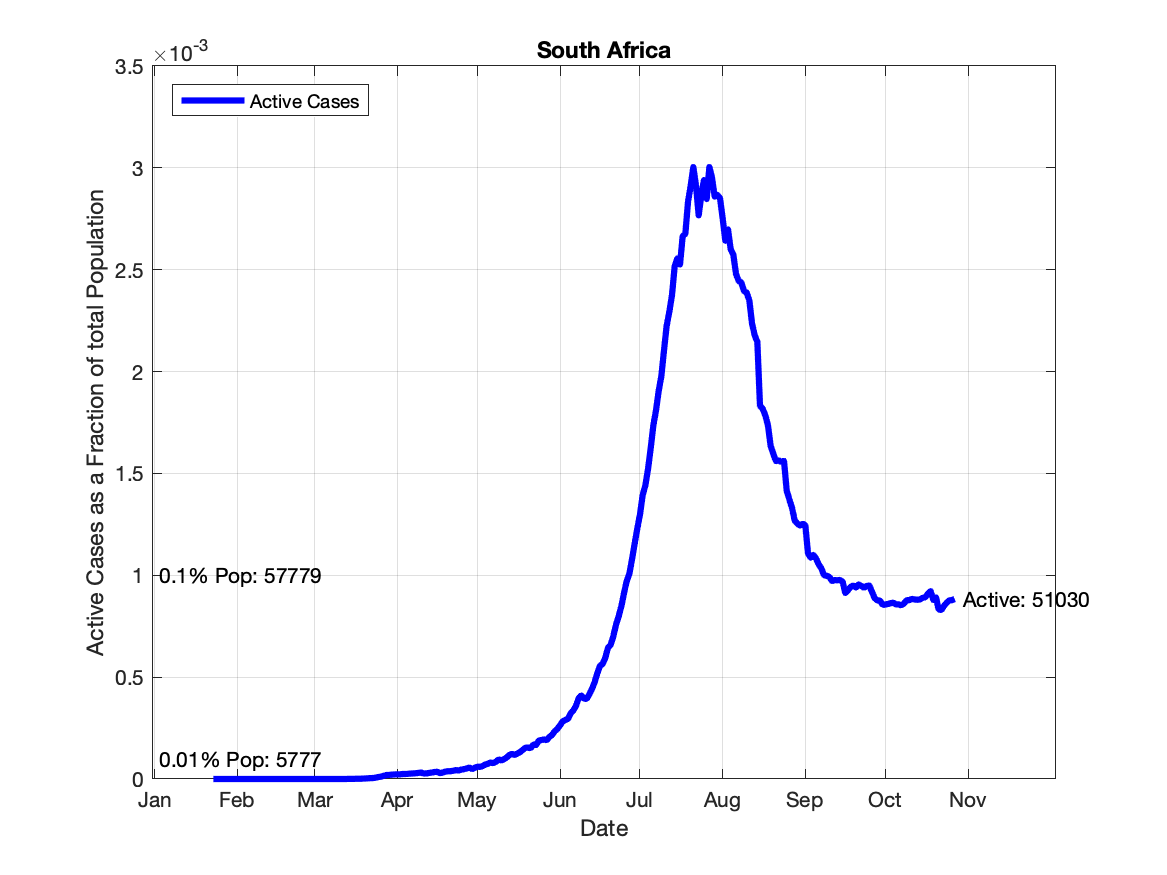 South Africa
×10-3
Active Cases
3.5
3
2.5
2
1.5
1
0.5
0
Active Cases as a Fraction of total Population
0.1% Pop: 57779
Active: 51030
0.01% Pop: 5777
Jan Feb Mar Apr May Jun Jul Aug Sep Oct Nov
Date